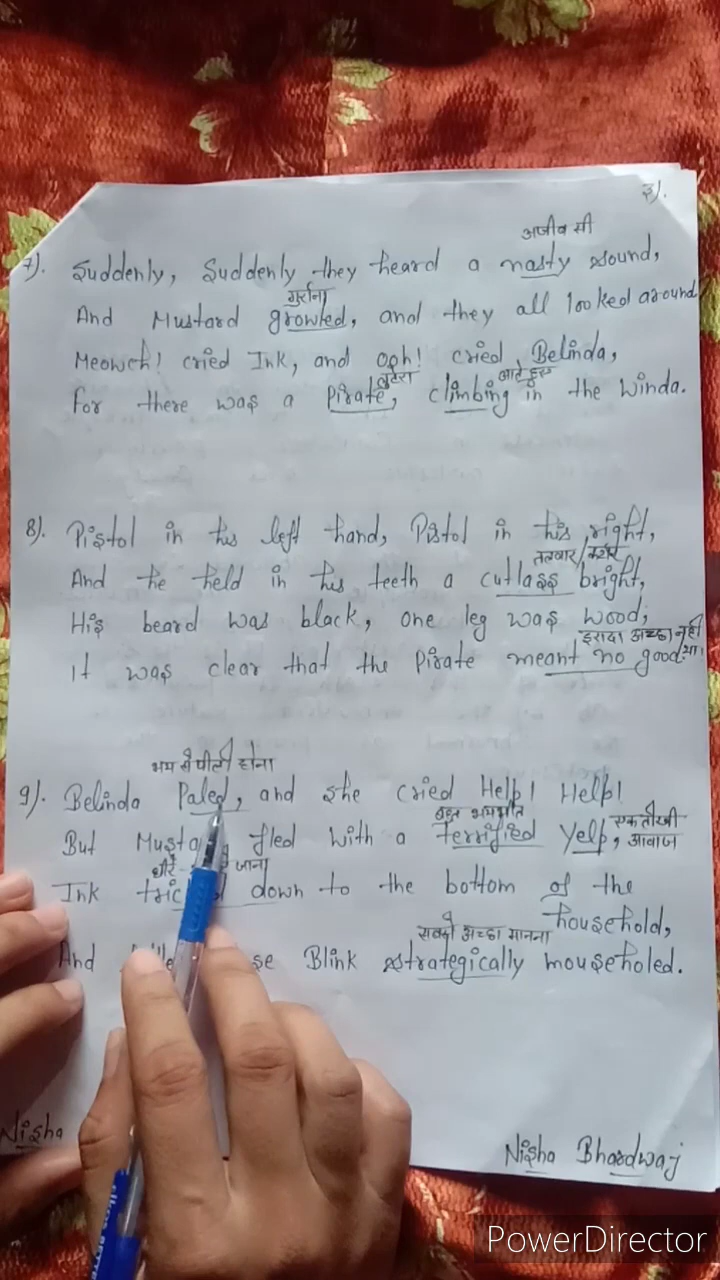 3).
अजीब सी
7). Suddenly, Suddenly they heard a nasty sound,
गुर्राना
And Mustard growled, and they all looked around
Meowch! cried Ink, and ooh! cried Belinda,
लुटेरा आते हुए
For there was a Pirate, climbing in the Winda.
8). Pistol in his left hand, Pistol in his right,
तलवार/कटार
And he held in his teeth a cutlass bright,
His beard was black, one leg was wood;
इरादा अच्छा नहीं था।
It was clear that the Pirate meant no good.
भय से पीली होना
9). Belinda Paled, and she cried Help! Help!
बहुत भयभीत एक तीखी आवाज
But fled with a terrified Yelp,
धीरे जाना
Ink down to the bottom of the
household,
सबसे अच्छा मानना
And Blink strategically mouseholed.
Nisha
Nisha Bhardwaj
PowerDirector